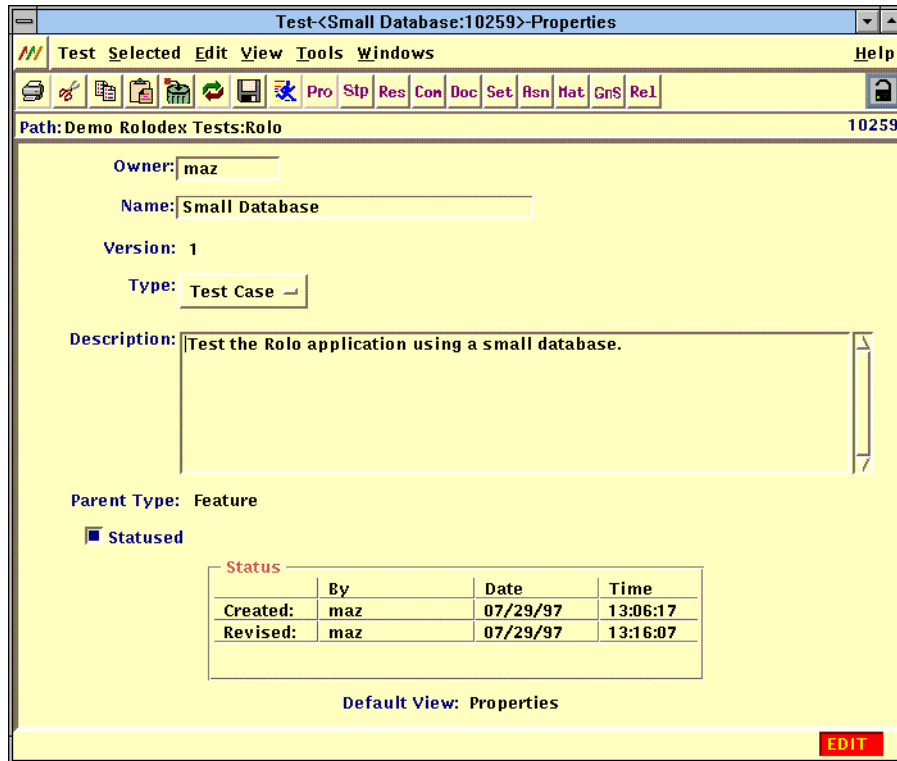 Test-<Small Database:10259>-Properties
Test Selected Edit View Tools Windows Help
Pro Stp Res Com Doc Set Asn Mat GnS Rel
Path: Demo Rolodex Tests:Rolo 10259
Owner: maz
Name: Small Database
Version: 1
Type: Test Case
Description: Test the Rolo application using a small database.
Parent Type: Feature
Statused
Status
By Date Time
Created: maz 07/29/97 13:06:17
Revised: maz 07/29/97 13:16:07
Default View: Properties
EDIT